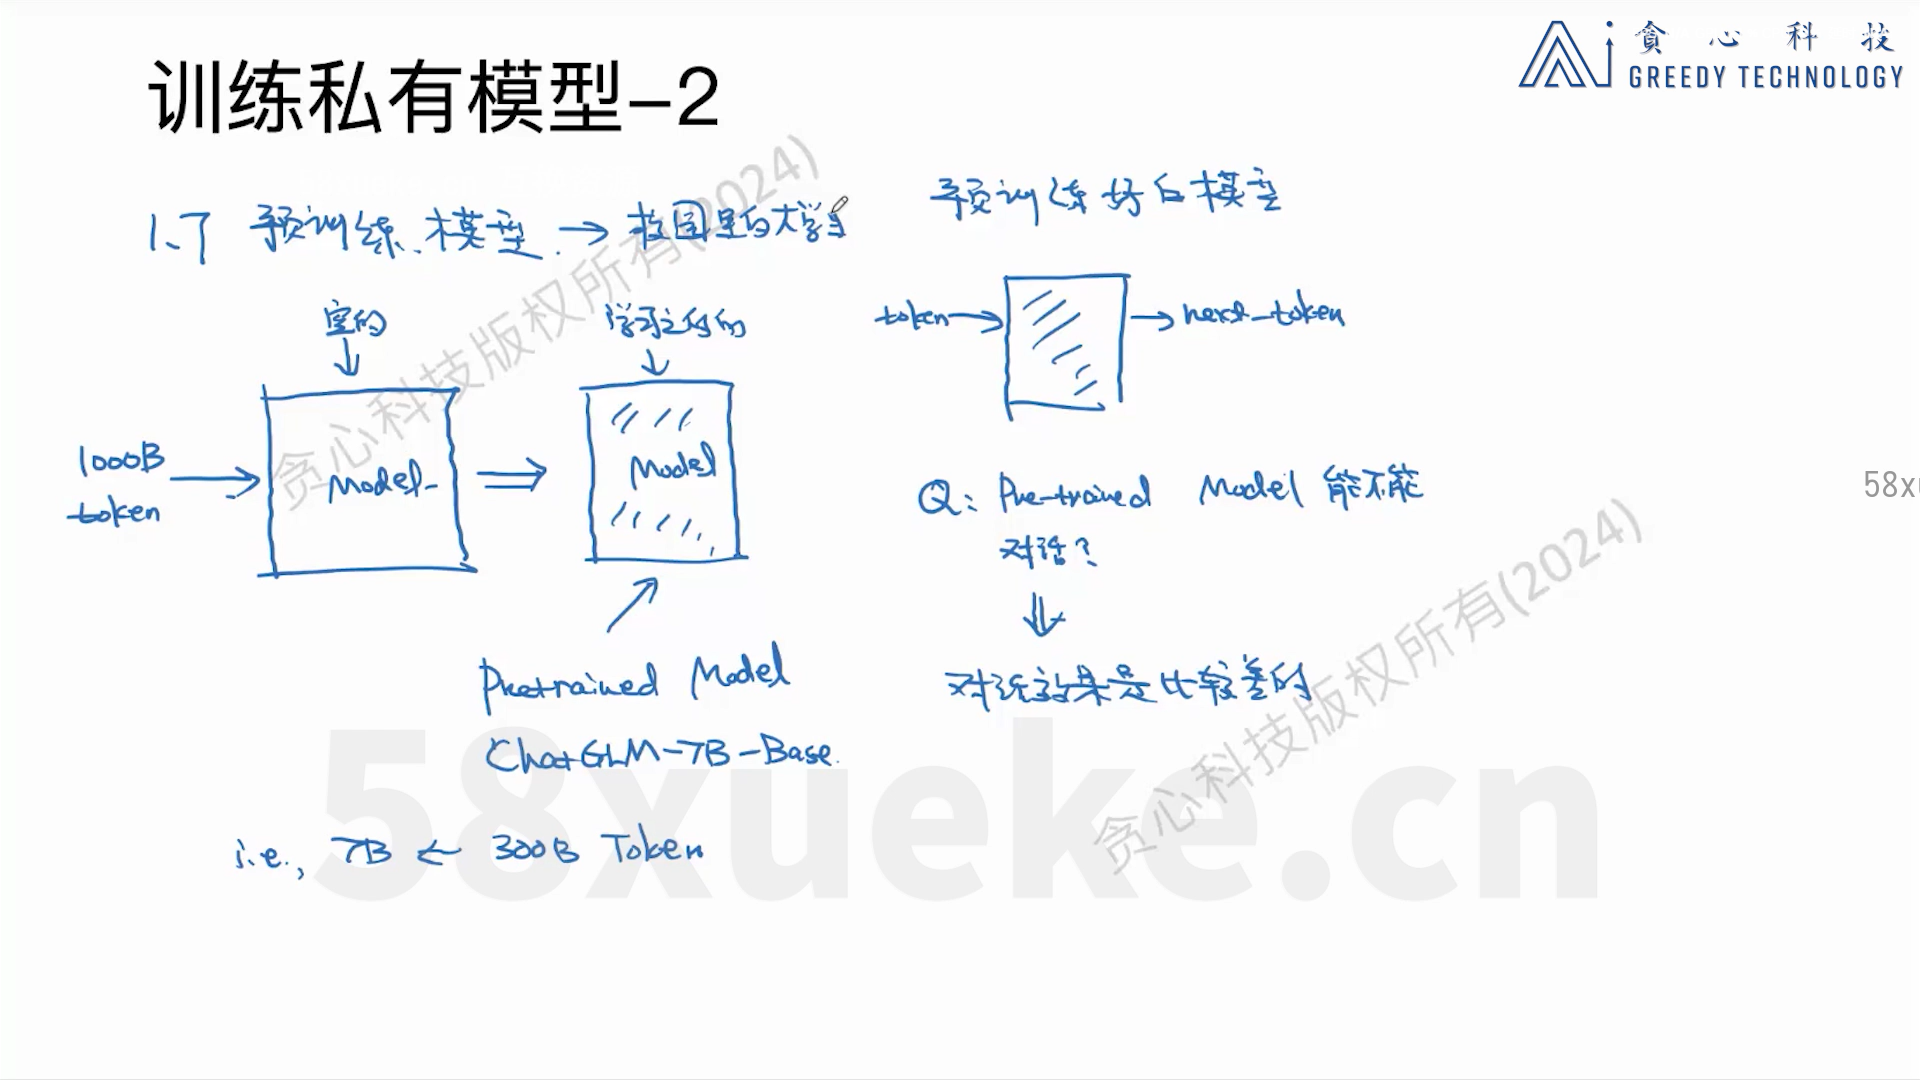 训练私有模型-2
贪心科技
GREEDY TECHNOLOGY
1、了 预训练模型 → 校园里的大学生
空的
学习之后的
1000B
token
Model
Model
Pretrained Model
ChatGLM-7B-Base.
i.e., 7B ← 300B Token
预训练好的模型
token → → next_token
Q: Pre-trained Model 能不能
对话?
对话效果是比较差的
贪心科技版权所有(2024)
贪心科技版权所有(2024)
58xueke.cn
58x